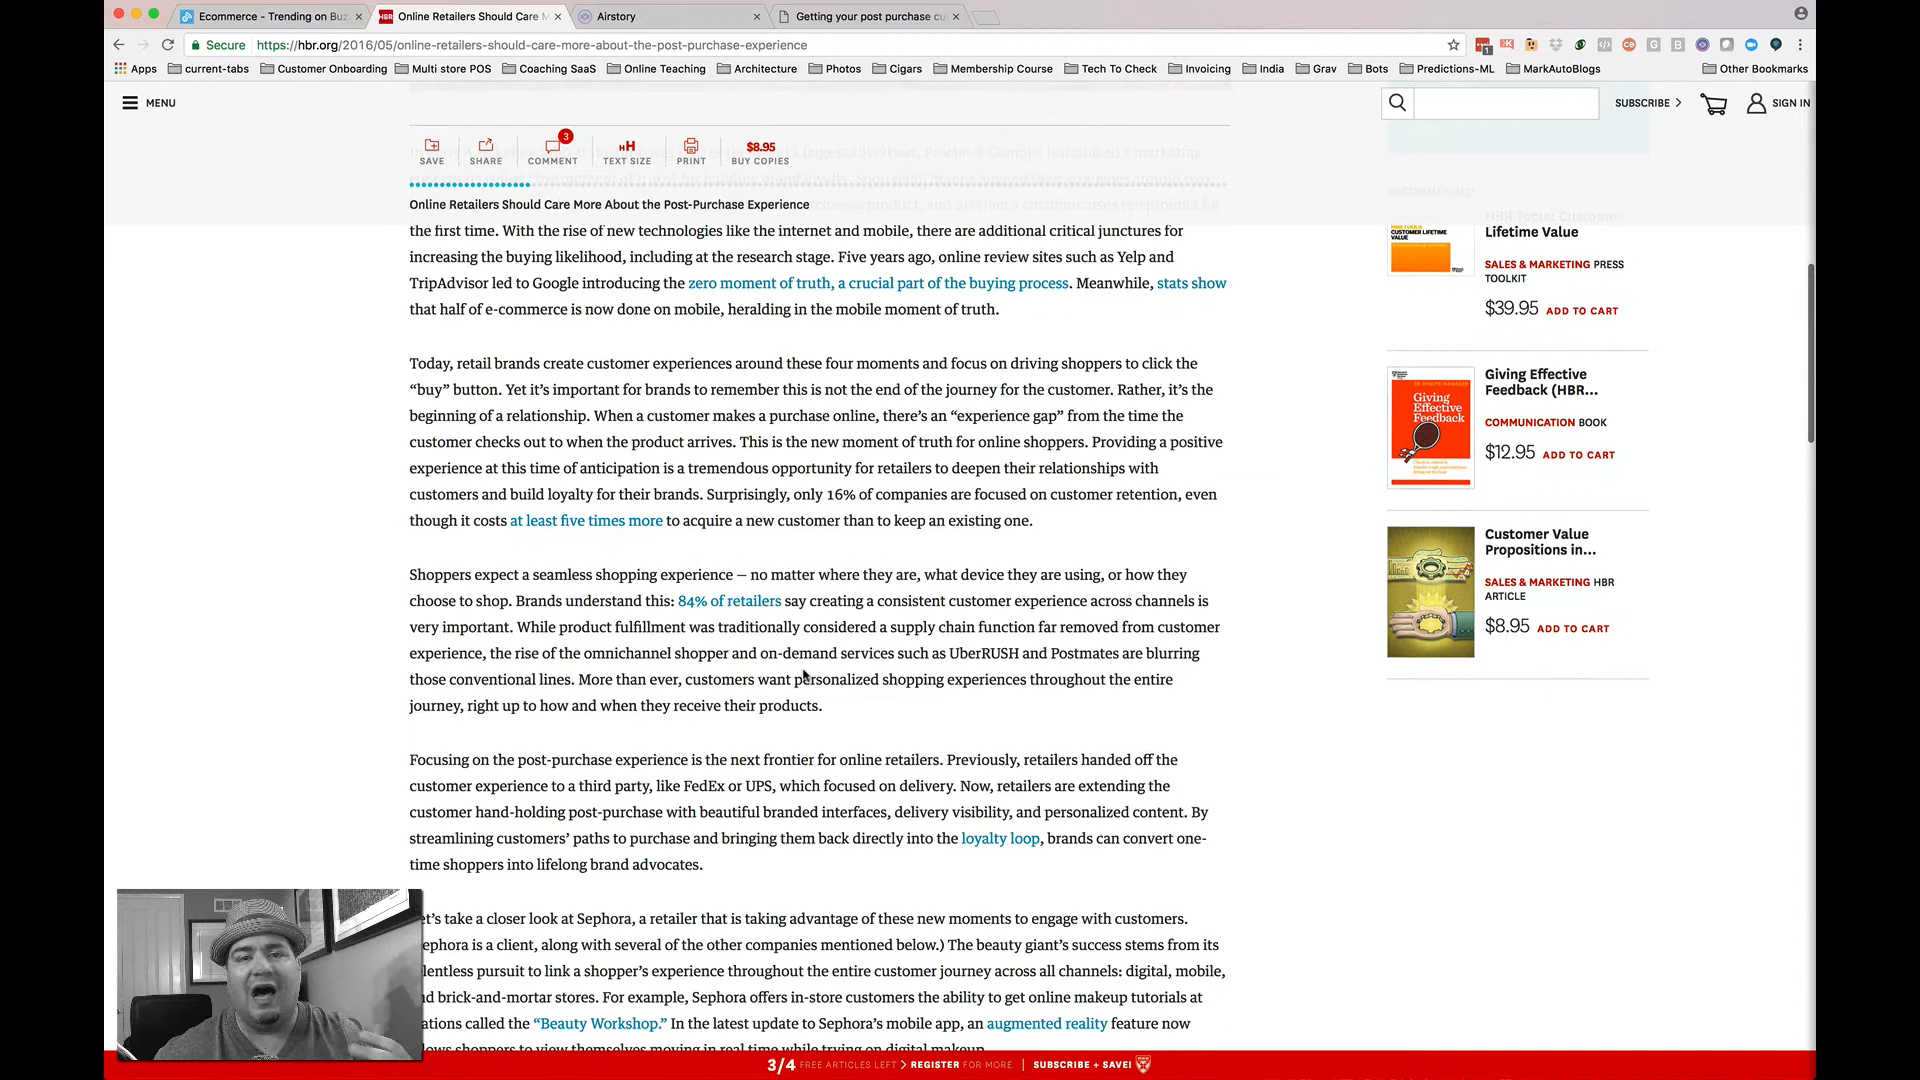 Ecommerce - Trending on Buz
Online Retailers Should Care M
Airstory
Getting your post purchase cu
Secure
https://hbr.org/2016/05/online-retailers-should-care-more-about-the-post-purchase-experience
Apps
current-tabs
Customer Onboarding
Multi store POS
Coaching SaaS
Online Teaching
Architecture
Photos
Cigars
Membership Course
Tech To Check
Invoicing
India
Grav
Bots
Predictions-ML
MarkAutoBlogs
Other Bookmarks
MENU
SUBSCRIBE
SIGN IN
SAVE
SHARE
3
COMMENT
TEXT SIZE
PRINT
$8.95
BUY COPIES
Online Retailers Should Care More About the Post-Purchase Experience
the first time. With the rise of new technologies like the internet and mobile, there are additional critical junctures for
increasing the buying likelihood, including at the research stage. Five years ago, online review sites such as Yelp and
TripAdvisor led to Google introducing the zero moment of truth, a crucial part of the buying process. Meanwhile, stats show
that half of e-commerce is now done on mobile, heralding in the mobile moment of truth.
Today, retail brands create customer experiences around these four moments and focus on driving shoppers to click the
“buy” button. Yet it’s important for brands to remember this is not the end of the journey for the customer. Rather, it’s the
beginning of a relationship. When a customer makes a purchase online, there’s an “experience gap” from the time the
customer checks out to when the product arrives. This is the new moment of truth for online shoppers. Providing a positive
experience at this time of anticipation is a tremendous opportunity for retailers to deepen their relationships with
customers and build loyalty for their brands. Surprisingly, only 16% of companies are focused on customer retention, even
though it costs at least five times more to acquire a new customer than to keep an existing one.
Shoppers expect a seamless shopping experience – no matter where they are, what device they are using, or how they
choose to shop. Brands understand this: 84% of retailers say creating a consistent customer experience across channels is
very important. While product fulfillment was traditionally considered a supply chain function far removed from customer
experience, the rise of the omnichannel shopper and on-demand services such as UberRUSH and Postmates are blurring
those conventional lines. More than ever, customers want personalized shopping experiences throughout the entire
journey, right up to how and when they receive their products.
Focusing on the post-purchase experience is the next frontier for online retailers. Previously, retailers handed off the
customer experience to a third party, like FedEx or UPS, which focused on delivery. Now, retailers are extending the
customer hand-holding post-purchase with beautiful branded interfaces, delivery visibility, and personalized content. By
streamlining customers’ paths to purchase and bringing them back directly into the loyalty loop, brands can convert one-
time shoppers into lifelong brand advocates.
et’s take a closer look at Sephora, a retailer that is taking advantage of these new moments to engage with customers.
ephora is a client, along with several of the other companies mentioned below.) The beauty giant’s success stems from its
lentless pursuit to link a shopper’s experience throughout the entire customer journey across all channels: digital, mobile,
nd brick-and-mortar stores. For example, Sephora offers in-store customers the ability to get online makeup tutorials at
ations called the “Beauty Workshop.” In the latest update to Sephora’s mobile app, an augmented reality feature now
lows shoppers to view themselves moving in real time while trying on digital makeup.
RECOMMENDED
HBR Tools: Customer
Lifetime Value
SALES & MARKETING PRESS
TOOLKIT
$39.95 ADD TO CART
CUSTOMER LIFETIME
VALUE
Giving Effective
Feedback (HBR...
COMMUNICATION BOOK
$12.95 ADD TO CART
Giving
Effective
Feedback
Customer Value
Propositions in...
SALES & MARKETING HBR
ARTICLE
$8.95 ADD TO CART
3/4 FREE ARTICLES LEFT > REGISTER FOR MORE | SUBSCRIBE + SAVE!